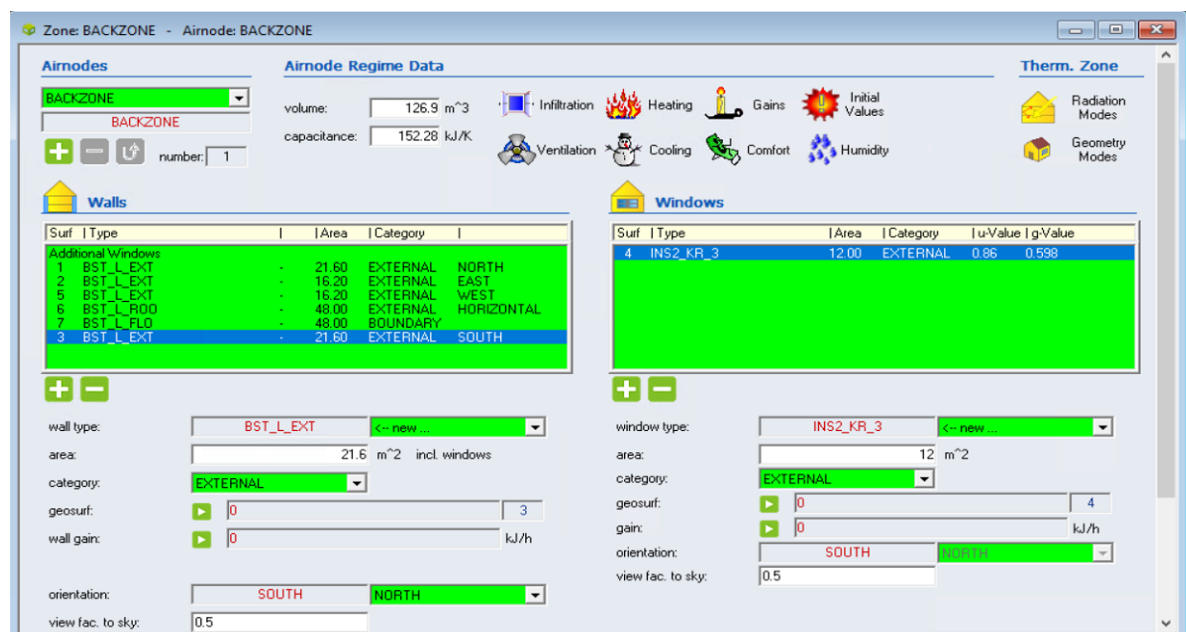 Zone: BACKZONE - Airnode: BACKZONE
Airnodes
Airnode Regime Data
Therm. Zone
BACKZONE
BACKZONE
number: 1
volume: 126.9 m^3
capacitance: 152.28 kJ/K
Infiltration Heating Gains Initial Values
Ventilation Cooling Comfort Humidity
Radiation Modes
Geometry Modes
Walls
Surf | Type | | Area | Category |
Additional Windows
1 BST_L_EXT - 21.60 EXTERNAL NORTH
2 BST_L_EXT - 16.20 EXTERNAL EAST
5 BST_L_EXT - 16.20 EXTERNAL WEST
6 BST_L_ROO - 48.00 EXTERNAL HORIZONTAL
7 BST_L_FLO - 48.00 BOUNDARY
3 BST_L_EXT - 21.60 EXTERNAL SOUTH
wall type: BST_L_EXT <-- new ...
area: 21.6 m^2 incl. windows
category: EXTERNAL
geosurf: 0 3
wall gain: 0 kJ/h
orientation: SOUTH NORTH
view fac. to sky: 0.5
Windows
Surf | Type | Area | Category | u-Value | g-Value
4 INS2_KR_3 12.00 EXTERNAL 0.86 0.598
window type: INS2_KR_3 <-- new ...
area: 12 m^2
category: EXTERNAL
geosurf: 0 4
gain: 0 kJ/h
orientation: SOUTH NORTH
view fac. to sky: 0.5